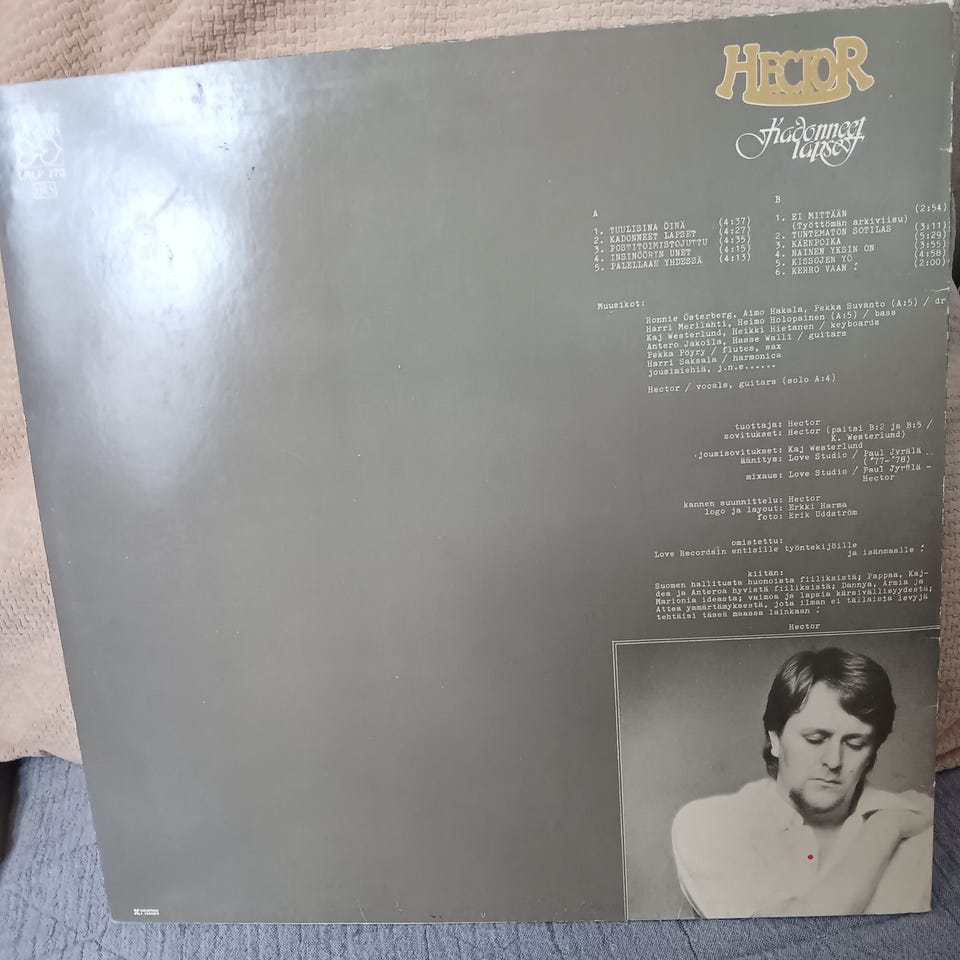 HECTOR
Kadonneet
lapset
LRLP 270
A
1. TUULISINA ÖINÄ (4:37)
2. KADONNEET LAPSET (4:27)
3. POSTITOIMISTOJUTTU (4:35)
4. INSINÖÖRIN UNET (4:15)
5. PALELLAAN YHDESSÄ (4:13)
B
1. EI MITTÄÄN (2:54)
(Työttömän arkiviisu)
2. TUNTEMATON SOTILAS (3:11)
3. KÄENPOIKA (5:29)
4. NAINEN YKSIN ON (3:55)
5. KISSOJEN YÖ (4:58)
6. KERRO VAAN ! (2:00)
Muusikot:
Ronnie Österberg, Aimo Hakala, Pekka Suvanto (A:5) / dr
Harri Merilahti, Heimo Holopainen (A:5) / bass
Kaj Westerlund, Heikki Hietanen / keyboards
Antero Jakoila, Hasse Walli / guitars
Pekka Pöyry / flutes, sax
Harri Saksala / harmonica
jousimiehiä, j.n.e......
Hector / vocals, guitars (solo A:4)
tuottaja: Hector
sovitukset: Hector (paitsi B:2 ja B:5 /
K. Westerlund)
jousisovitukset: Kaj Westerlund
äänitys: Love Studio / Paul Jyrälä
('77-'78)
mixaus: Love Studio / Paul Jyrälä -
Hector
kannen suunnittelu: Hector
logo ja layout: Erkki Harma
foto: Erik Uddström
omistettu:
Love Recordsin entisille työntekijöille
ja isänmaalle !
kiitän:
Suomen hallitusta huonoista fiiliksistä; Pappaa, Kaj-
dea ja Anteroa hyvistä fiiliksistä; Dannya, Armia ja
Marionia ideasta; vaimoa ja lapsia kärsivällisyydestä;
Attea ymmärtämyksestä, jota ilman ei tällaisia levyjä
tehtäisi tässä maassa lainkaan !
Hector